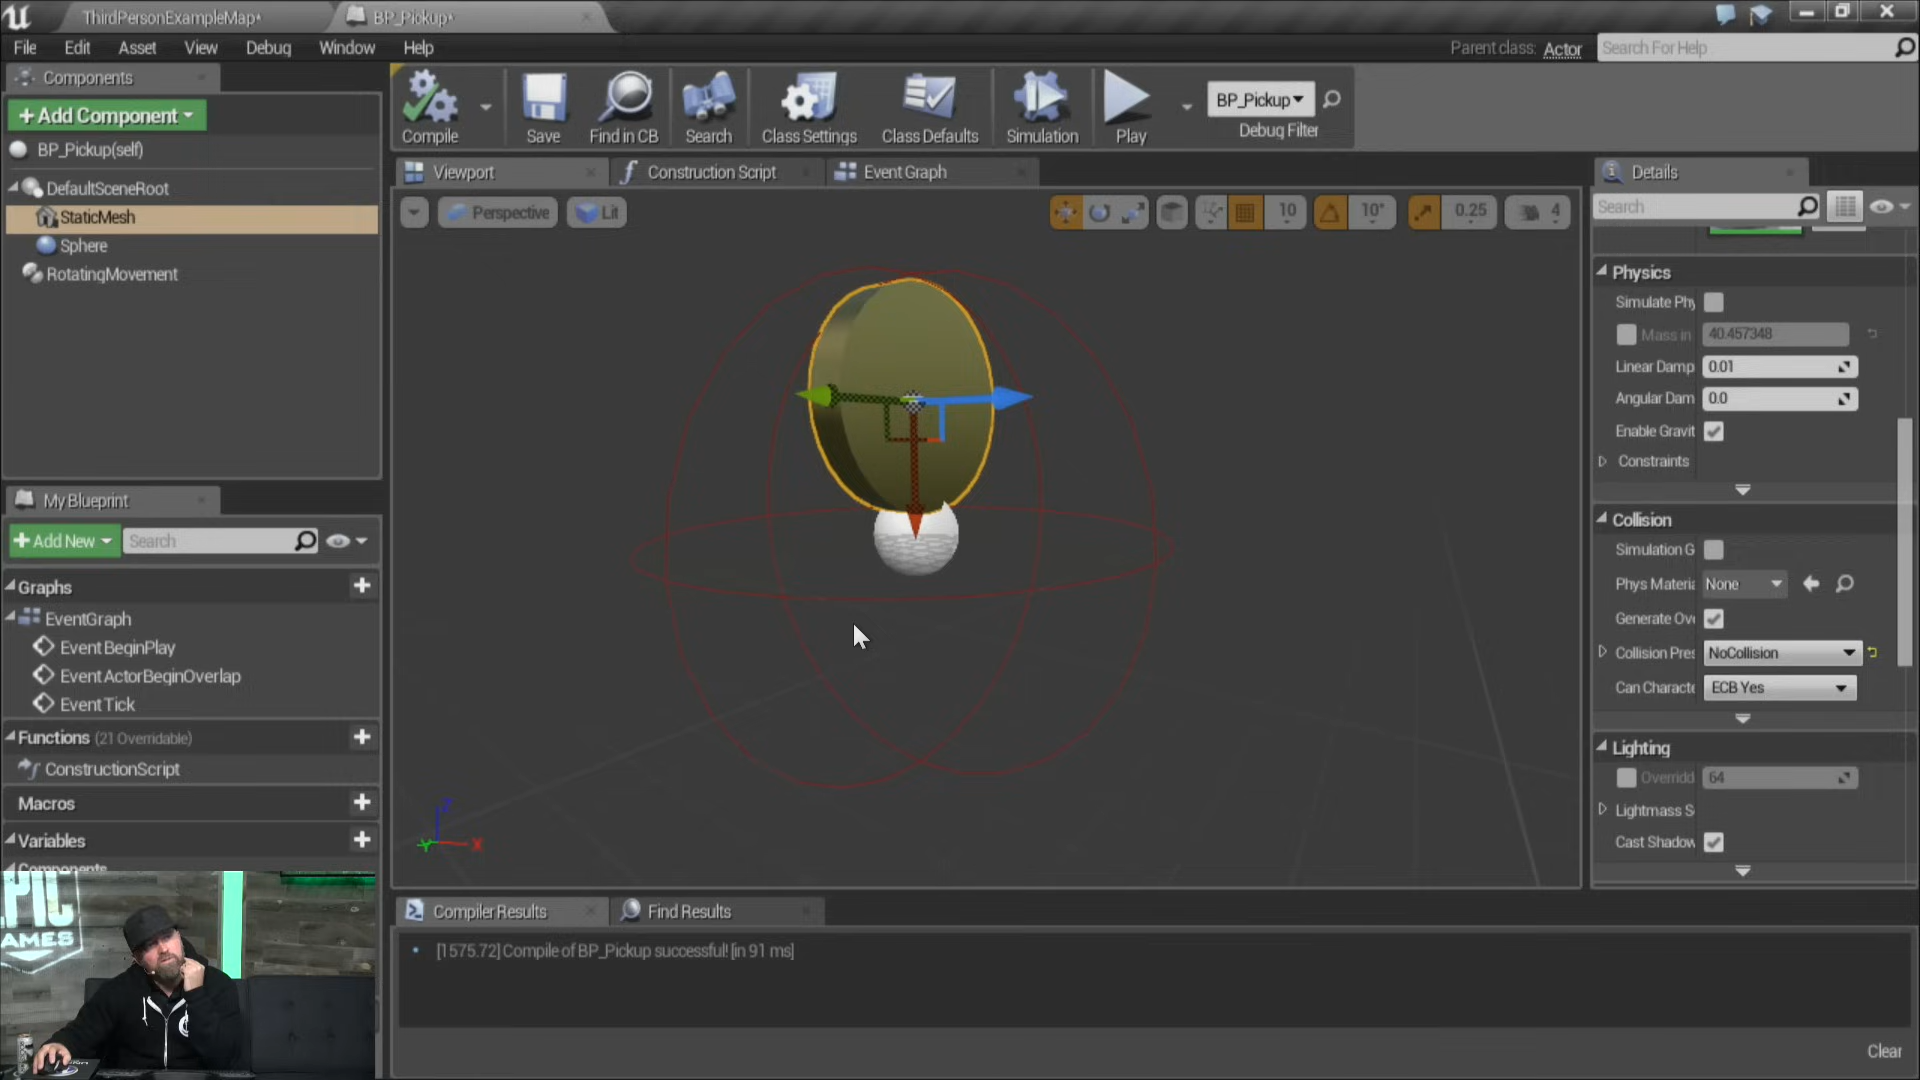 ThirdPersonExampleMap*
BP_Pickup*
File Edit Asset View Debug Window Help
Parent class: Actor
Search For Help
Components
+ Add Component
BP_Pickup(self)
DefaultSceneRoot
StaticMesh
Sphere
RotatingMovement
Compile
Save
Find in CB
Search
Class Settings
Class Defaults
Simulation
Play
BP_Pickup
Debug Filter
Viewport
Construction Script
Event Graph
Perspective
Lit
10
10°
0.25
4
Details
Search
Physics
Simulate Phy
Mass in 40.457348
Linear Damp 0.01
Angular Dam 0.0
Enable Gravit
Constraints
Collision
Simulation G
Phys Materia None
Generate Ove
Collision Pres NoCollision
Can Characte ECB Yes
Lighting
Overrid 64
Lightmass S
Cast Shadow
My Blueprint
+ Add New
Search
Graphs
EventGraph
Event BeginPlay
Event ActorBeginOverlap
Event Tick
Functions (21 Overridable)
ConstructionScript
Macros
Variables
Components
Z
Y
X
Compiler Results
Find Results
[1575.72] Compile of BP_Pickup successful! [in 91 ms]
Clear
EPIC
GAMES